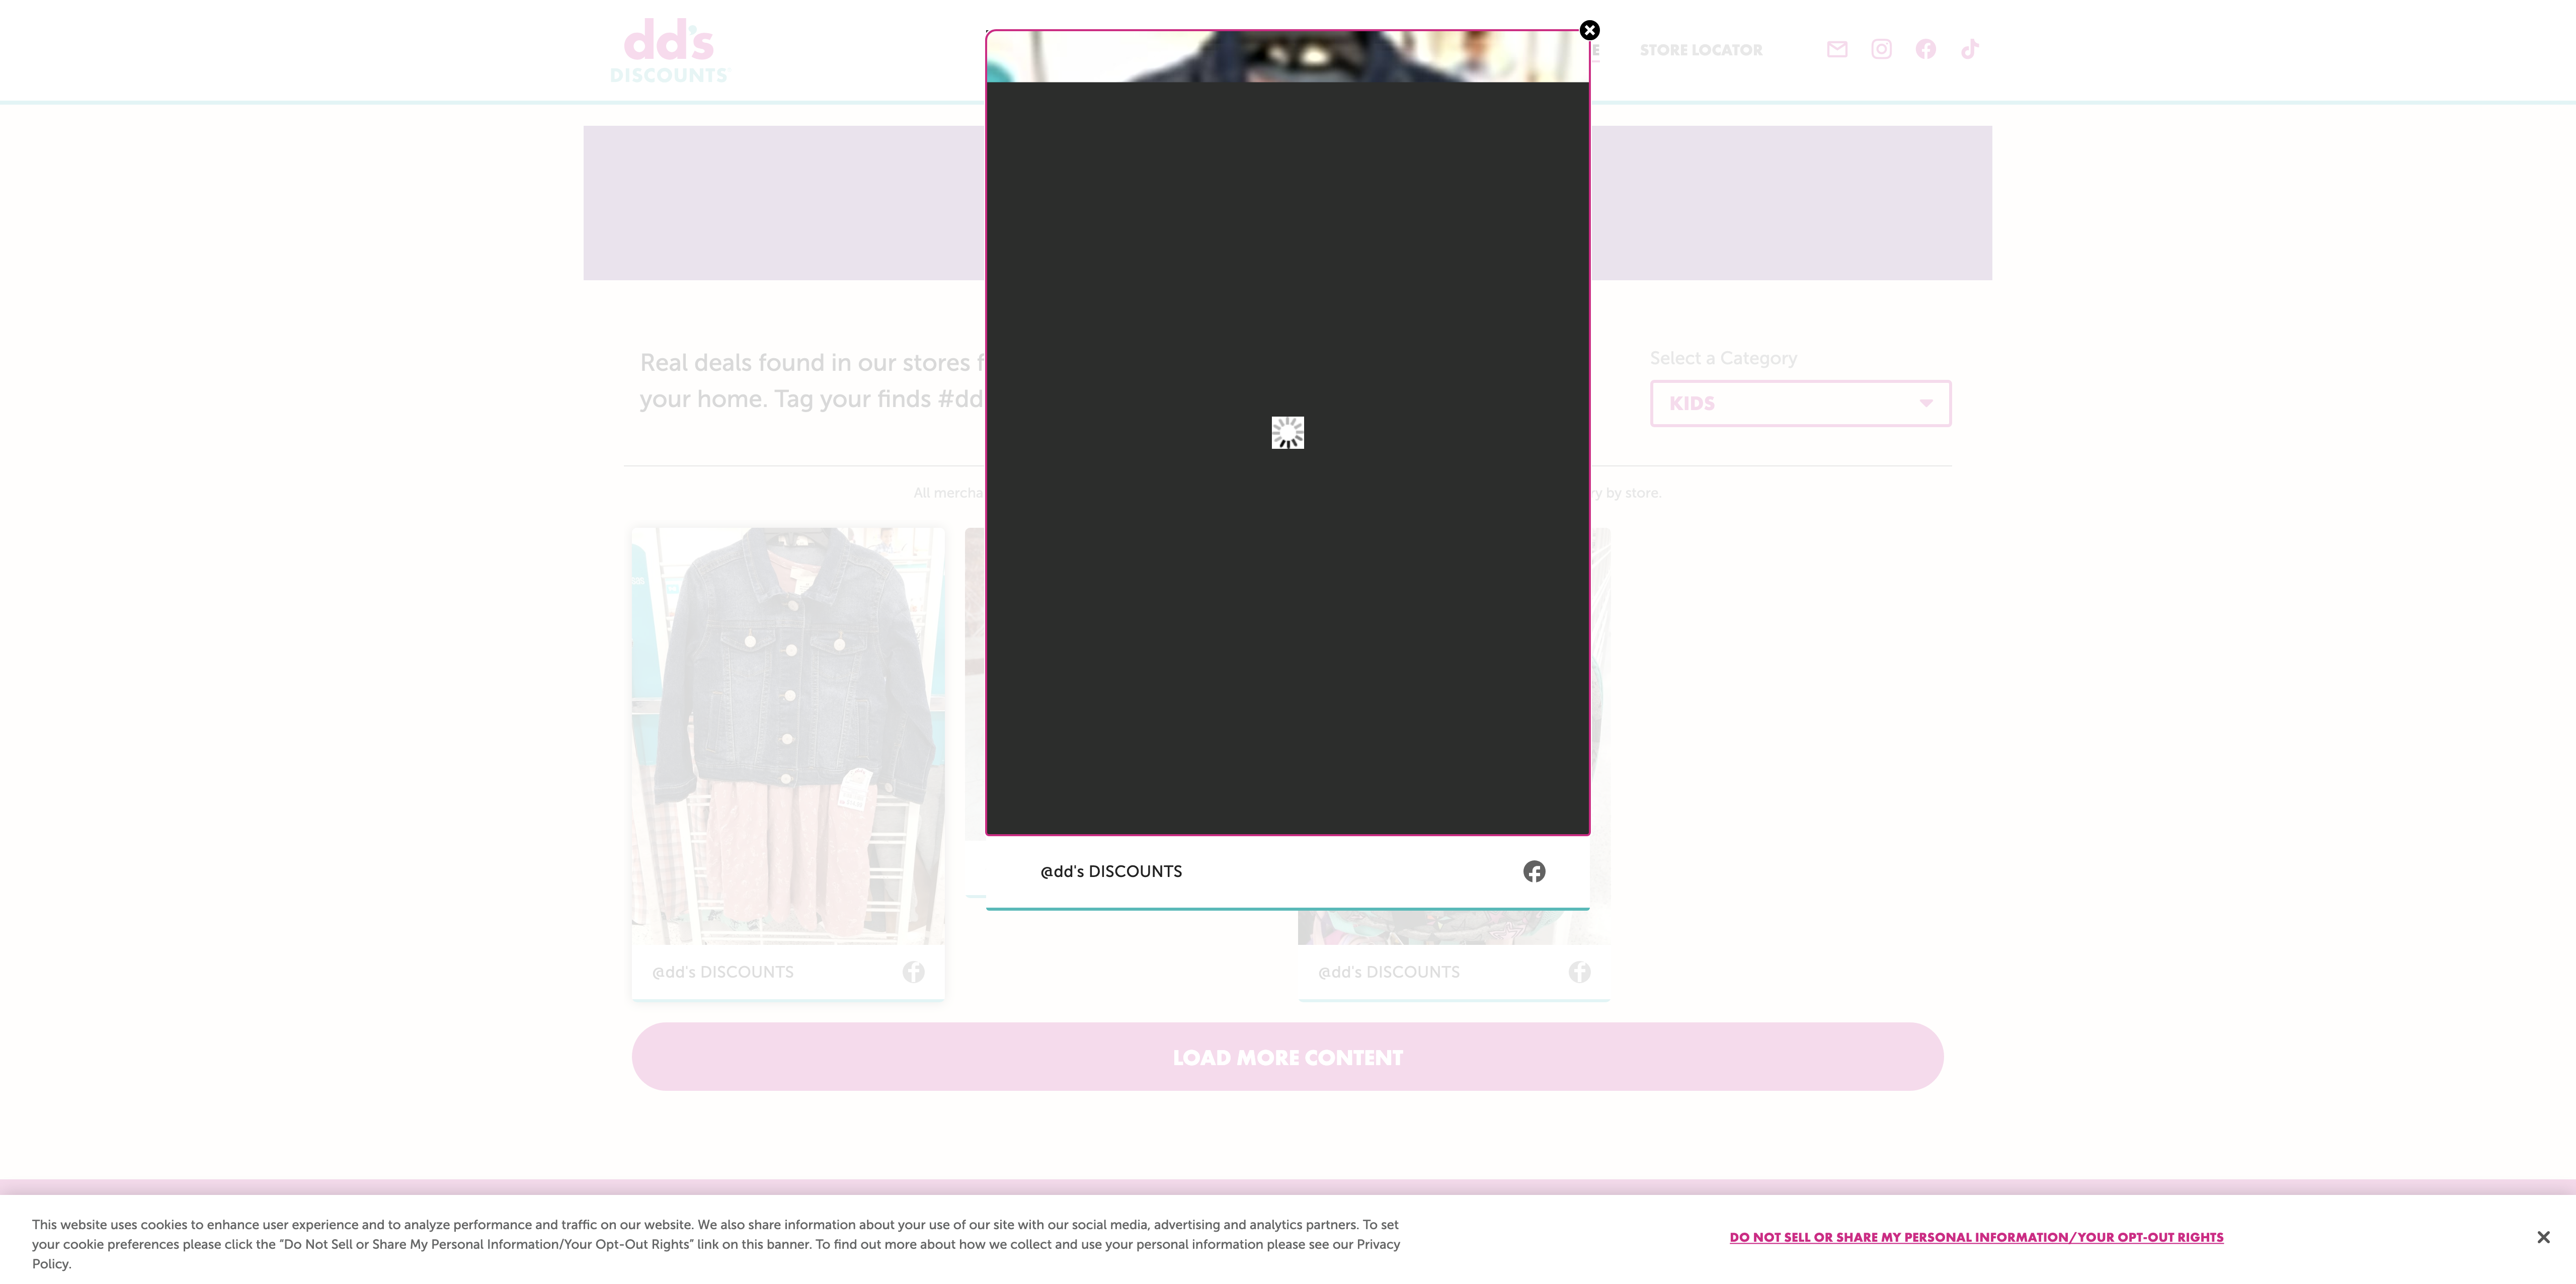 dd's
DISCOUNTS
STORE LOCATOR
Real deals found in our stores f
your home. Tag your finds #dd
Select a Category
KIDS
All mercha
y by store.
@dd's DISCOUNTS
@dd's DISCOUNTS
@dd's DISCOUNTS
LOAD MORE CONTENT
This website uses cookies to enhance user experience and to analyze performance and traffic on our website. We also share information about your use of our site with our social media, advertising and analytics partners. To set
your cookie preferences please click the “Do Not Sell or Share My Personal Information/Your Opt-Out Rights” link on this banner. To find out more about how we collect and use your personal information please see our Privacy
Policy.
DO NOT SELL OR SHARE MY PERSONAL INFORMATION/YOUR OPT-OUT RIGHTS